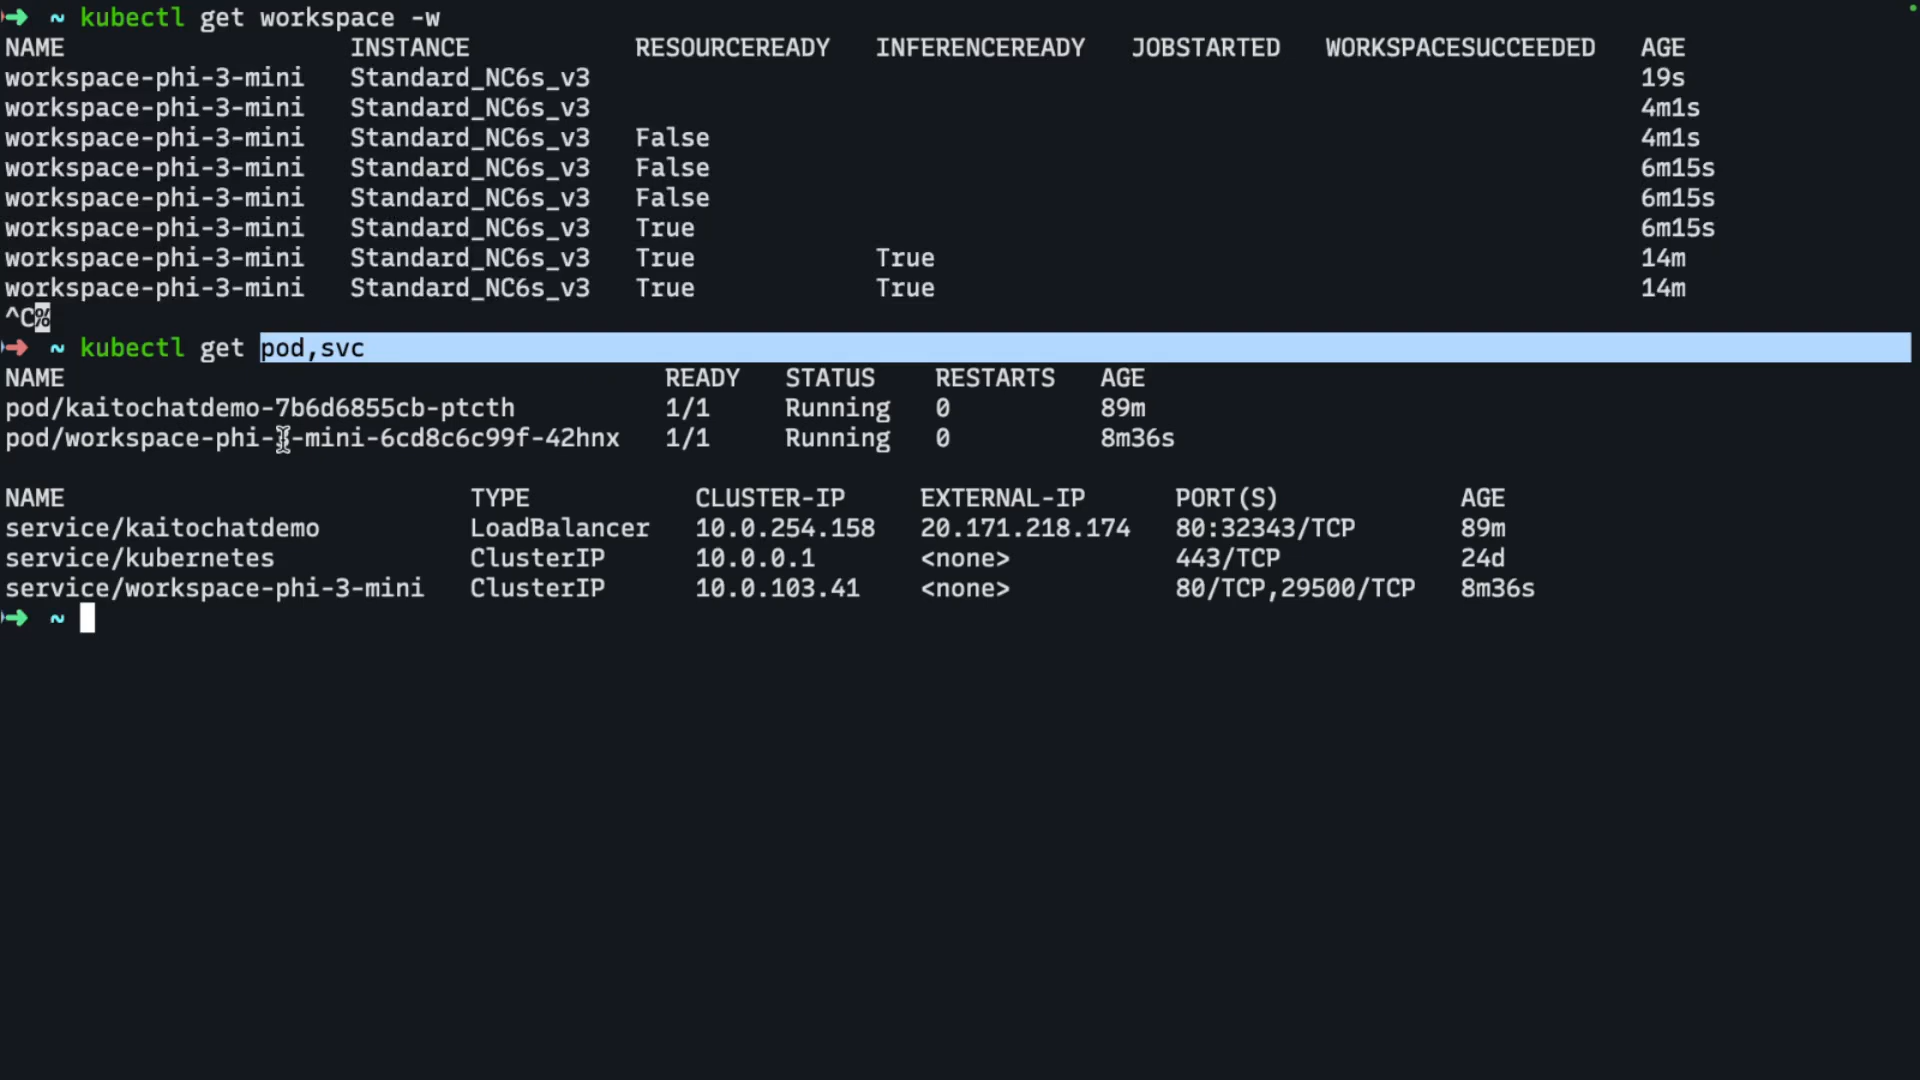 ➜ ~ kubectl get workspace -w
NAME INSTANCE RESOURCEREADY INFERENCEREADY JOBSTARTED WORKSPACESUCCEEDED AGE
workspace-phi-3-mini Standard_NC6s_v3 19s
workspace-phi-3-mini Standard_NC6s_v3 4m1s
workspace-phi-3-mini Standard_NC6s_v3 False 4m1s
workspace-phi-3-mini Standard_NC6s_v3 False 6m15s
workspace-phi-3-mini Standard_NC6s_v3 False 6m15s
workspace-phi-3-mini Standard_NC6s_v3 True 6m15s
workspace-phi-3-mini Standard_NC6s_v3 True True 14m
workspace-phi-3-mini Standard_NC6s_v3 True True 14m
^C%
➜ ~ kubectl get pod,svc
NAME READY STATUS RESTARTS AGE
pod/kaitochatdemo-7b6d6855cb-ptcth 1/1 Running 0 89m
pod/workspace-phi-3-mini-6cd8c6c99f-42hnx 1/1 Running 0 8m36s
NAME TYPE CLUSTER-IP EXTERNAL-IP PORT(S) AGE
service/kaitochatdemo LoadBalancer 10.0.254.158 20.171.218.174 80:32343/TCP 89m
service/kubernetes ClusterIP 10.0.0.1 <none> 443/TCP 24d
service/workspace-phi-3-mini ClusterIP 10.0.103.41 <none> 80/TCP,29500/TCP 8m36s
➜ ~